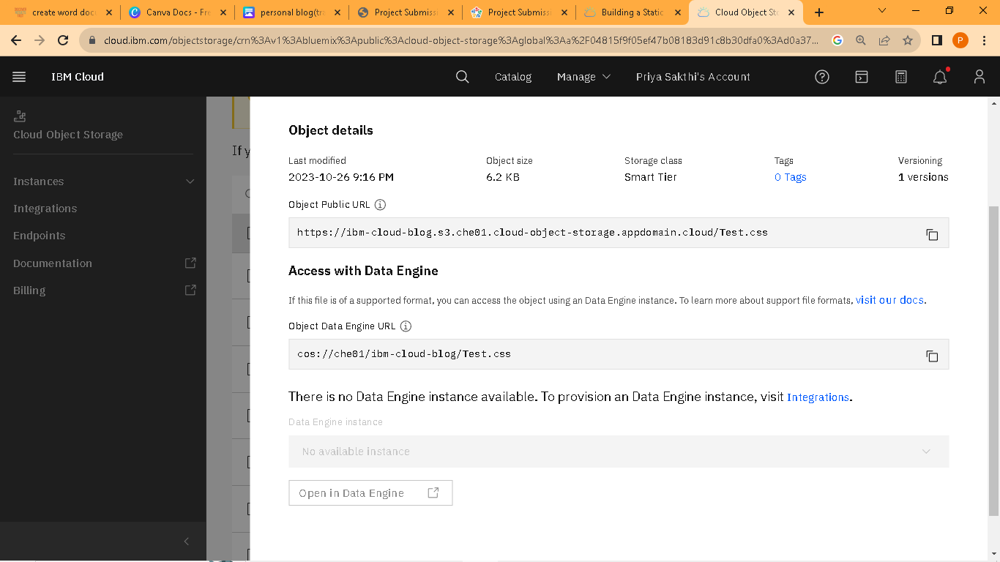 create word doc
Canva Docs - Fre
personal blog(tra
Project Submissi
Project Submissi
Building a Static
Cloud Object Sto
cloud.ibm.com/objectstorage/crn%3Av1%3Abluemix%3Apublic%3Acloud-object-storage%3Aglobal%3Aa%2F04815f9f05ef47b08183d91c8b30dfa0%3Ad0a37...
P
IBM Cloud
Catalog
Manage
Priya Sakthi's Account
Cloud Object Storage
Instances
Integrations
Endpoints
Documentation
Billing
If y
Object details
Last modified
Object size
Storage class
Tags
Versioning
2023-10-26 9:16 PM
6.2 KB
Smart Tier
0 Tags
1 versions
Object Public URL
https://ibm-cloud-blog.s3.che01.cloud-object-storage.appdomain.cloud/Test.css
Access with Data Engine
If this file is of a supported format, you can access the object using an Data Engine instance. To learn more about support file formats, visit our docs.
Object Data Engine URL
cos://che01/ibm-cloud-blog/Test.css
There is no Data Engine instance available. To provision an Data Engine instance, visit Integrations.
Data Engine instance
No available instance
Open in Data Engine